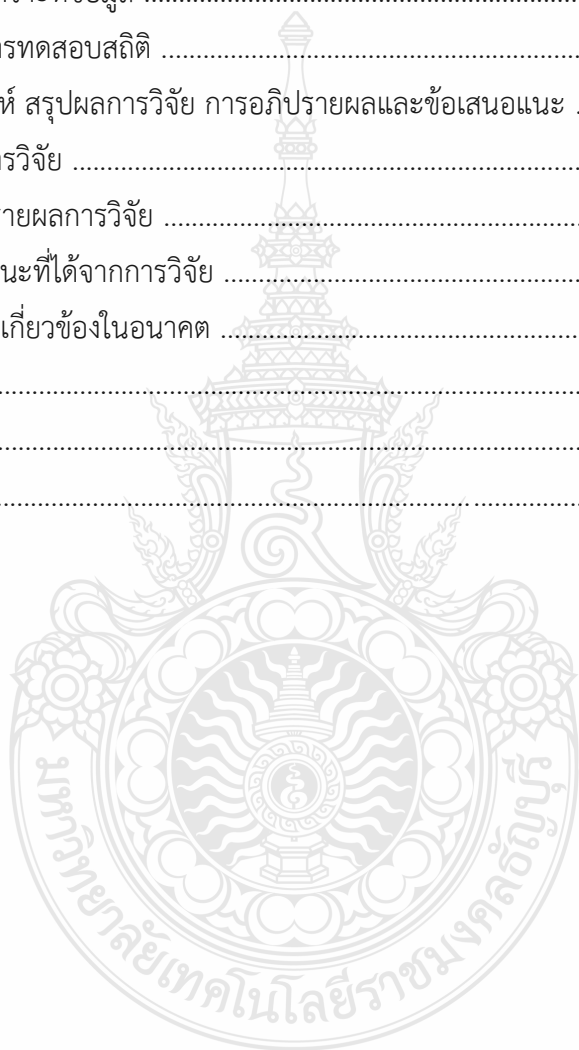 รทดสอบสถิติ ............................................................
ห์ สรุปผลการวิจัย การอภิปรายผลและข้อเสนอแนะ ..
ารวิจัย ............................................................
รายผลการวิจัย ............................................................
นะที่ได้จากการวิจัย ............................................................
เกี่ยวข้องในอนาคต ............................................................
............................................................
............................................................
............................................................
มหาวิทยาลัยเทคโนโลยีราชมงคลธัญบุรี